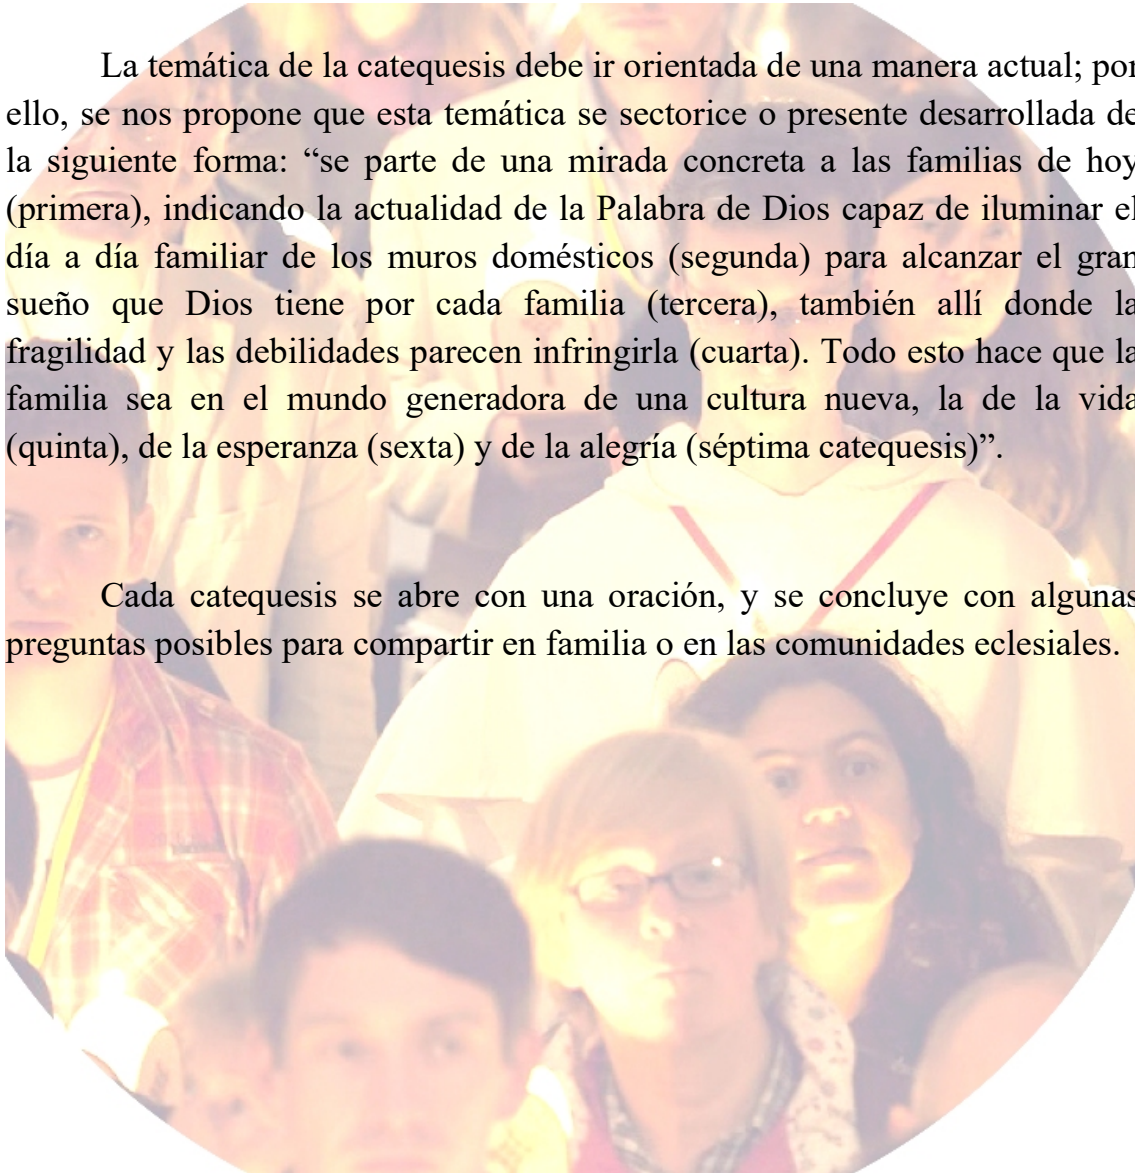 La temática de la catequesis debe ir orientada de una manera actual; por
ello, se nos propone que esta temática se sectorice o presente desarrollada de
la siguiente forma: “se parte de una mirada concreta a las familias de hoy
(primera), indicando la actualidad de la Palabra de Dios capaz de iluminar el
día a día familiar de los muros domésticos (segunda) para alcanzar el gran
sueño que Dios tiene por cada familia (tercera), también allí donde la
fragilidad y las debilidades parecen infringirla (cuarta). Todo esto hace que la
familia sea en el mundo generadora de una cultura nueva, la de la vida
(quinta), de la esperanza (sexta) y de la alegría (séptima catequesis)”.
Cada catequesis se abre con una oración, y se concluye con algunas
preguntas posibles para compartir en familia o en las comunidades eclesiales.